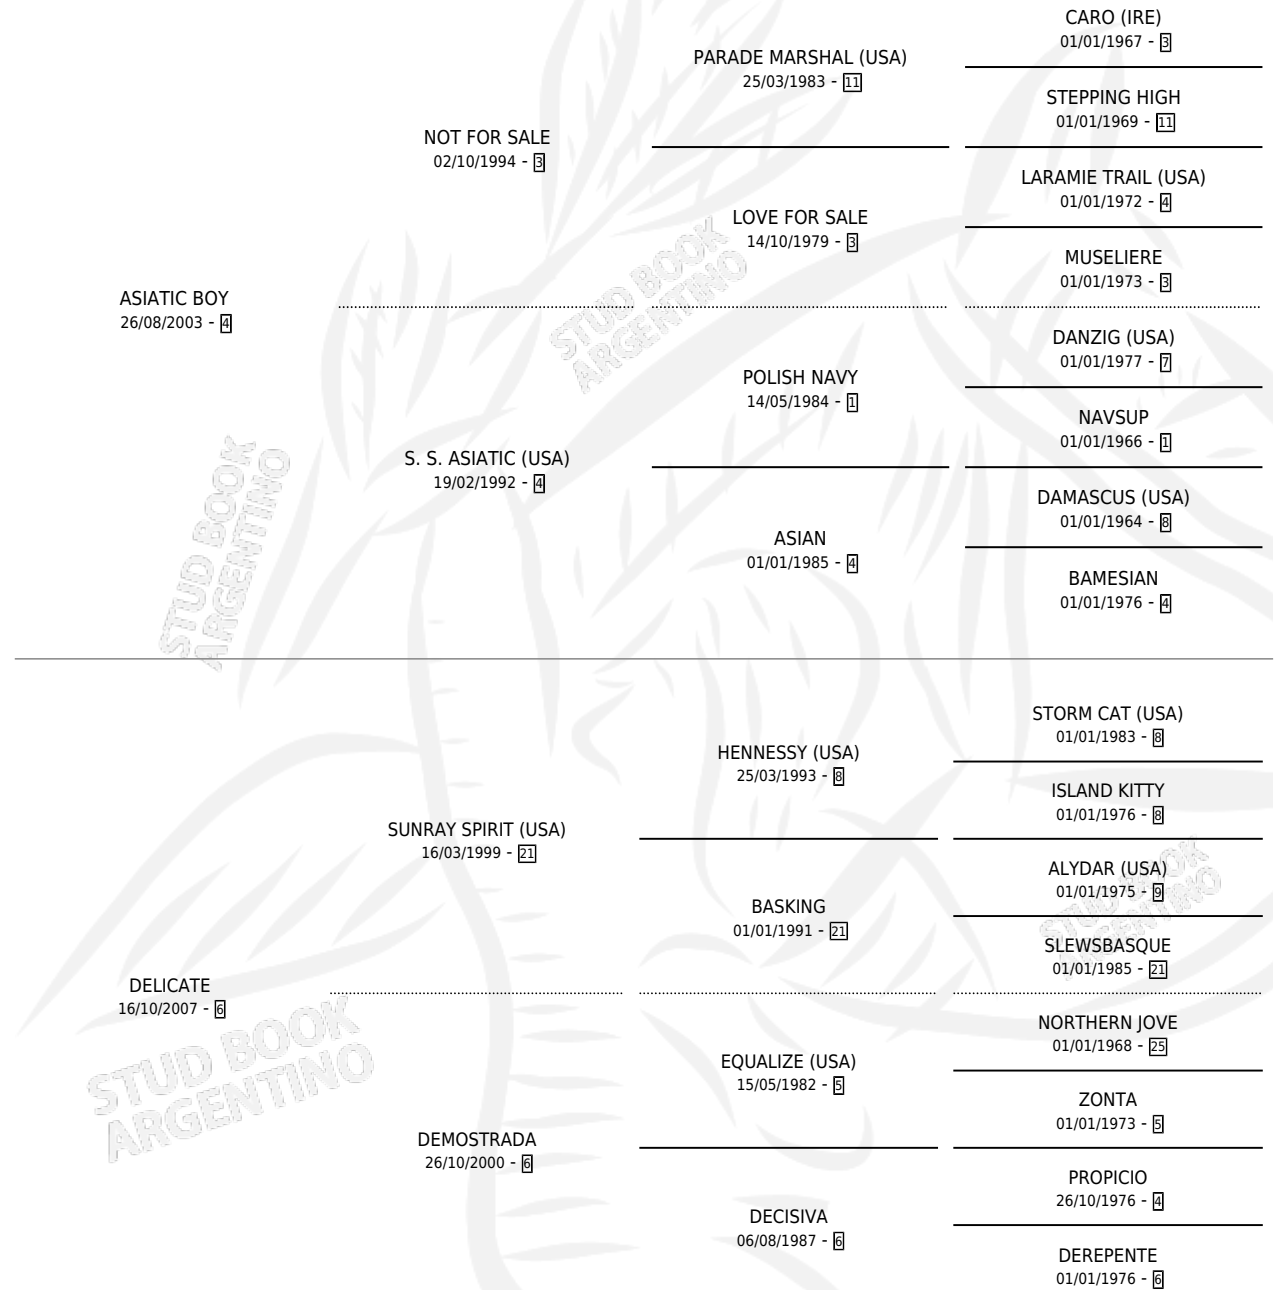 CARO (IRE)
01/01/1967 - 3
PARADE MARSHAL (USA)
25/03/1983 - 11
STEPPING HIGH
01/01/1969 - 11
NOT FOR SALE
02/10/1994 - 3
LARAMIE TRAIL (USA)
01/01/1972 - 4
LOVE FOR SALE
14/10/1979 - 3
MUSELIERE
01/01/1973 - 3
ASIATIC BOY
26/08/2003 - 4
DANZIG (USA)
01/01/1977 - 7
POLISH NAVY
14/05/1984 - 1
NAVSUP
01/01/1966 - 1
S. S. ASIATIC (USA)
19/02/1992 - 4
DAMASCUS (USA)
01/01/1964 - 8
ASIAN
01/01/1985 - 4
BAMESIAN
01/01/1976 - 4
STORM CAT (USA)
01/01/1983 - 8
HENNESSY (USA)
25/03/1993 - 8
ISLAND KITTY
01/01/1976 - 8
SUNRAY SPIRIT (USA)
16/03/1999 - 21
ALYDAR (USA)
01/01/1975 - 9
BASKING
01/01/1991 - 21
SLEWSBASQUE
01/01/1985 - 21
DELICATE
16/10/2007 - 6
NORTHERN JOVE
01/01/1968 - 25
EQUALIZE (USA)
15/05/1982 - 5
ZONTA
01/01/1973 - 5
DEMOSTRADA
26/10/2000 - 6
PROPICIO
26/10/1976 - 4
DECISIVA
06/08/1987 - 6
DEREPENTE
01/01/1976 - 6
STUD BOOK
ARGENTINO
STUD BOOK
ARGENTINO
STUD BOOK
ARGENTINO
STUD BOOK
ARGENTINO